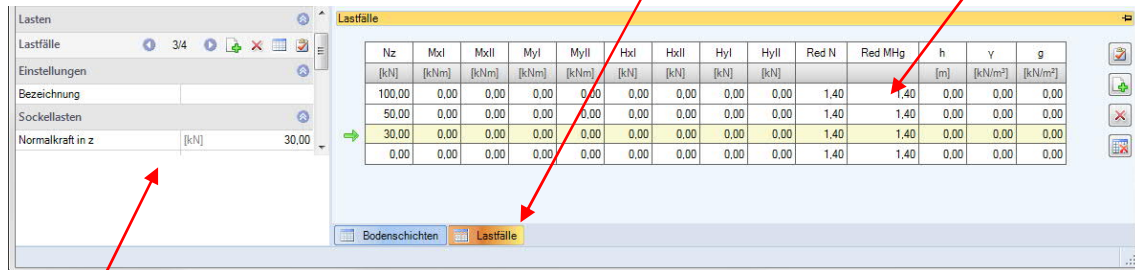 Lasten
Lastfälle 3/4
Einstellungen
Bezeichnung
Sockellasten
Normalkraft in z [kN] 30,00
Lastfälle
Nz MxI MxII MyI MyII HxI HxII HyI HyII Red N Red MHg h γ g
[kN] [kNm] [kNm] [kNm] [kNm] [kN] [kN] [kN] [kN] [m] [kN/m³] [kN/m²]
100,00 0,00 0,00 0,00 0,00 0,00 0,00 0,00 0,00 1,40 1,40 0,00 0,00 0,00
50,00 0,00 0,00 0,00 0,00 0,00 0,00 0,00 0,00 1,40 1,40 0,00 0,00 0,00
30,00 0,00 0,00 0,00 0,00 0,00 0,00 0,00 0,00 1,40 1,40 0,00 0,00 0,00
0,00 0,00 0,00 0,00 0,00 0,00 0,00 0,00 0,00 1,40 1,40 0,00 0,00 0,00
Bodenschichten Lastfälle